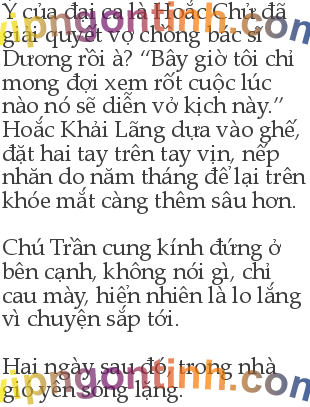 Ý của đại ca là Hoắc Chử đã
giải quyết vợ chồng bác sĩ
Dương rồi à? “Bây giờ tôi chỉ
mong đợi xem rốt cuộc lúc
nào nó sẽ diễn vở kịch này.”
Hoắc Khải Lãng dựa vào ghế,
đặt hai tay trên tay vịn, nếp
nhăn do năm tháng để lại trên
khóe mắt càng thêm sâu hơn.
Chú Trần cung kính đứng ở
bên cạnh, không nói gì, chỉ
cau mày, hiển nhiên là lo lắng
vì chuyện sắp tới.
Hai ngày sau đó, trong nhà
gió yên sóng lặng.
vipngontinh.com
vipngontinh.com